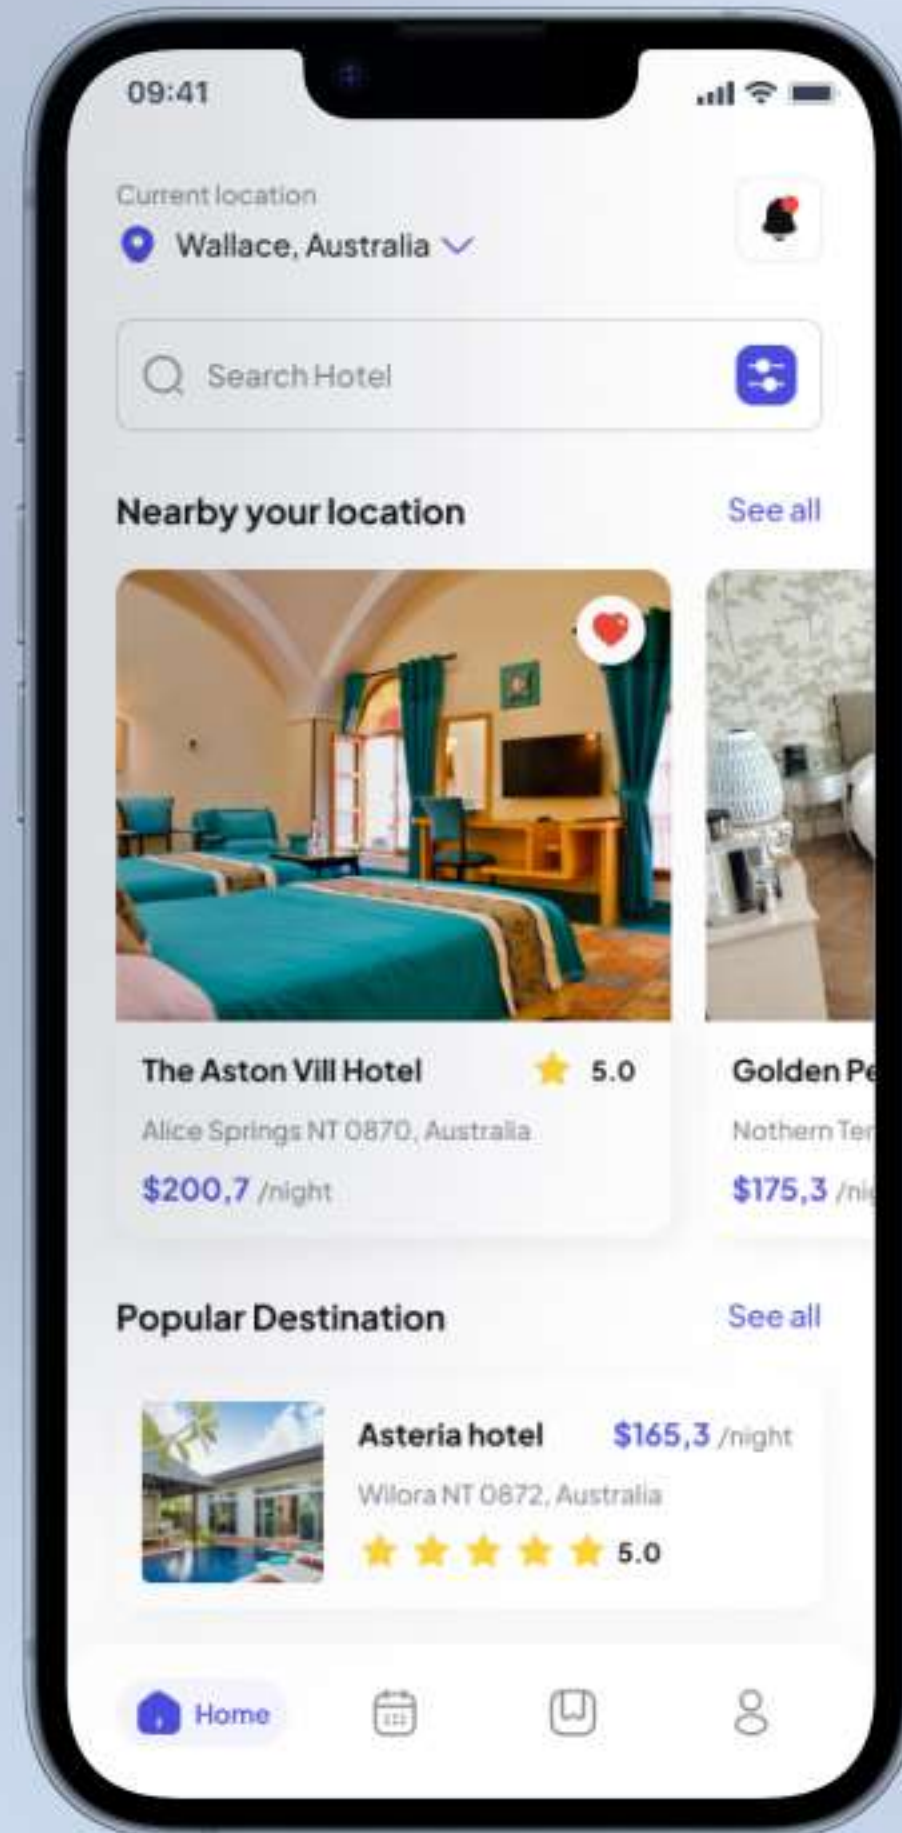 09:41
Current location
Wallace, Australia
Search Hotel
Nearby your location See all
The Aston Vill Hotel 5.0
Alice Springs NT 0870, Australia
$200,7 /night
Golden Pe
Nothern Ter
$175,3 /nig
Popular Destination See all
Asteria hotel $165,3 /night
Wilora NT 0872, Australia
5.0
Home